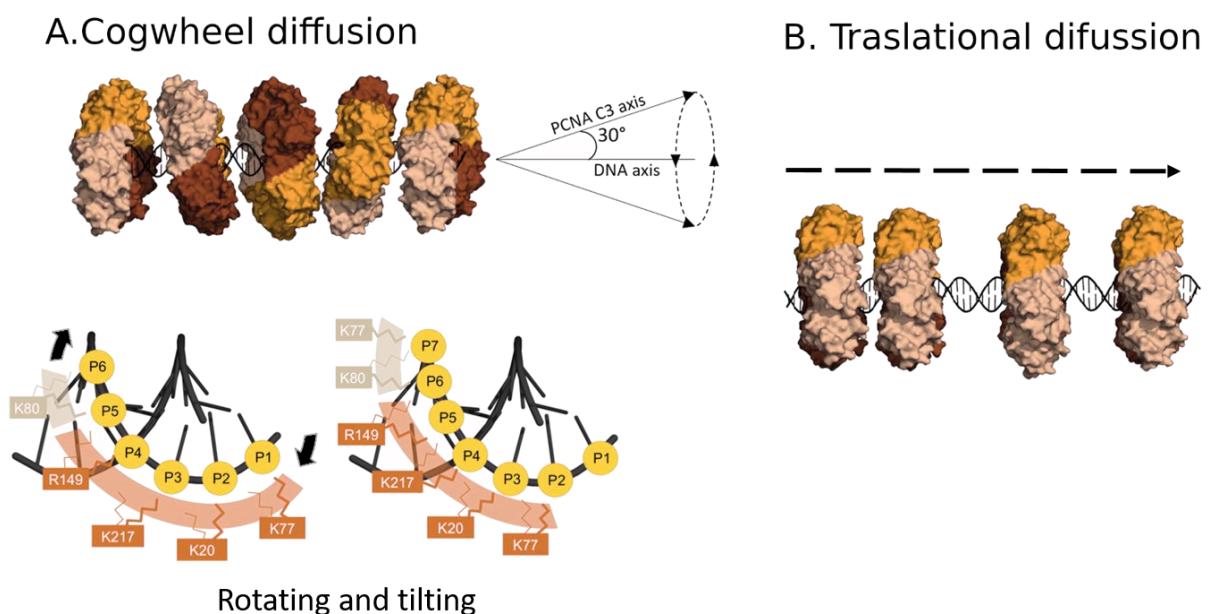 A.Cogwheel diffusion
B. Traslational difussion
PCNA C3 axis
30°
DNA axis
K80
P6
P5
P4
P3
P2
P1
R149
K217
K20
K77
K77
K80
P7
P6
P5
P4
P3
P2
P1
R149
K217
K20
K77
Rotating and tilting